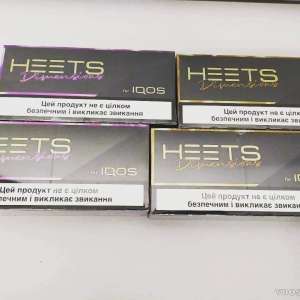 HEETS
Dimensions
for IQOS
Цей продукт не є цілком
безпечним і викликає звикання
HEETS
Dimensions
for IQOS
Цей продукт не є цілком
безпечним і викликає звикання
HEETS
Dimensions
for IQOS
Цей продукт не є цілком
безпечним і викликає звикання
HEETS
Dimensions
for IQOS
Цей продукт не є цілком
безпечним і викликає звикання